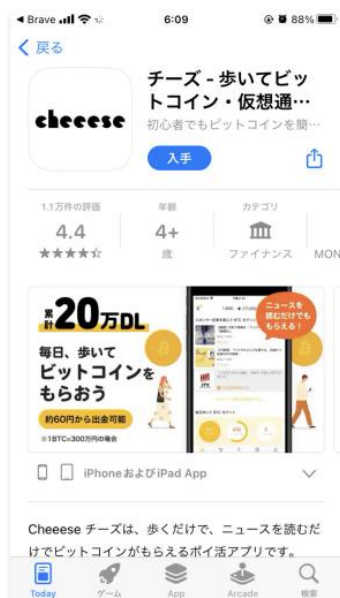 Brave 6:09 88%
戻る
cheeese
チーズ - 歩いてビッ
トコイン・仮想通…
初心者でもビットコインを簡…
入手
1.1万件の評価 年齢 カテゴリ
4.4 4+
★★★★☆ 歳 ファイナンス MON
累計20万DL
毎日、歩いて
ビットコインを
もらおう
約60円から出金可能
※1BTC=300万円の場合
ニュースを
読むだけでも
もらえる!
iPhoneおよびiPad App
Cheeese チーズは、歩くだけで、ニュースを読むだ
けでビットコインがもらえるポイ活アプリです。
Today ゲーム App Arcade 検索